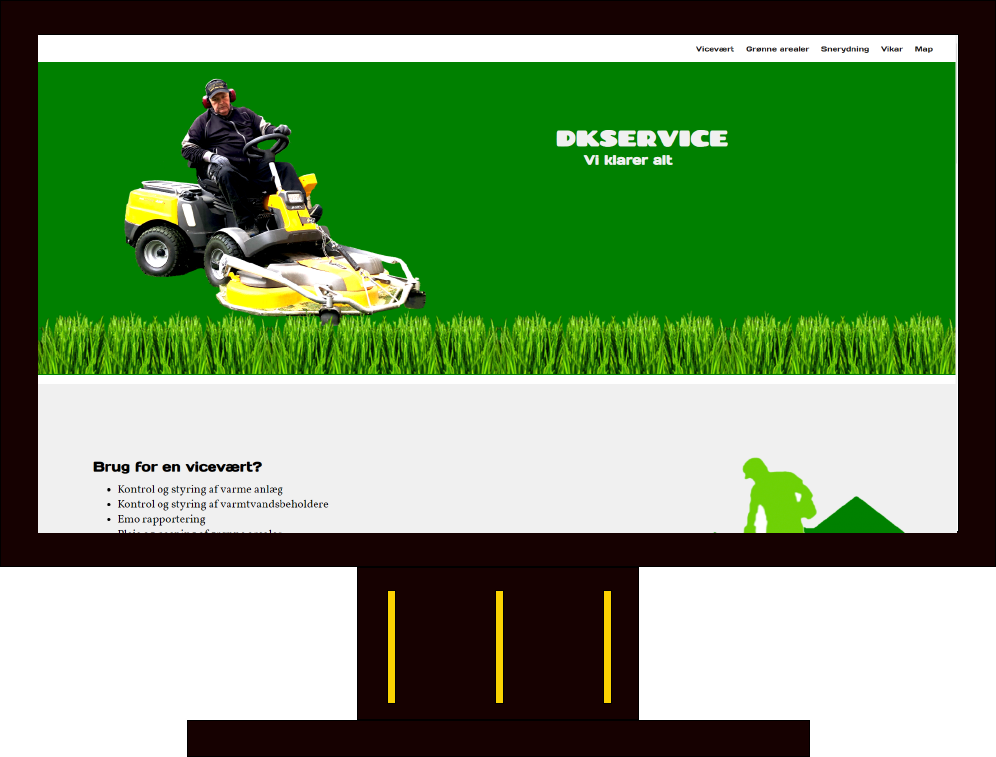 Vicevært Grønne arealer Snerydning Vikar Map
DKSERVICE
Vi klarer alt
Brug for en vicevært?
• Kontrol og styring af varme anlæg
• Kontrol og styring af varmtvandsbeholdere
• Emo rapportering